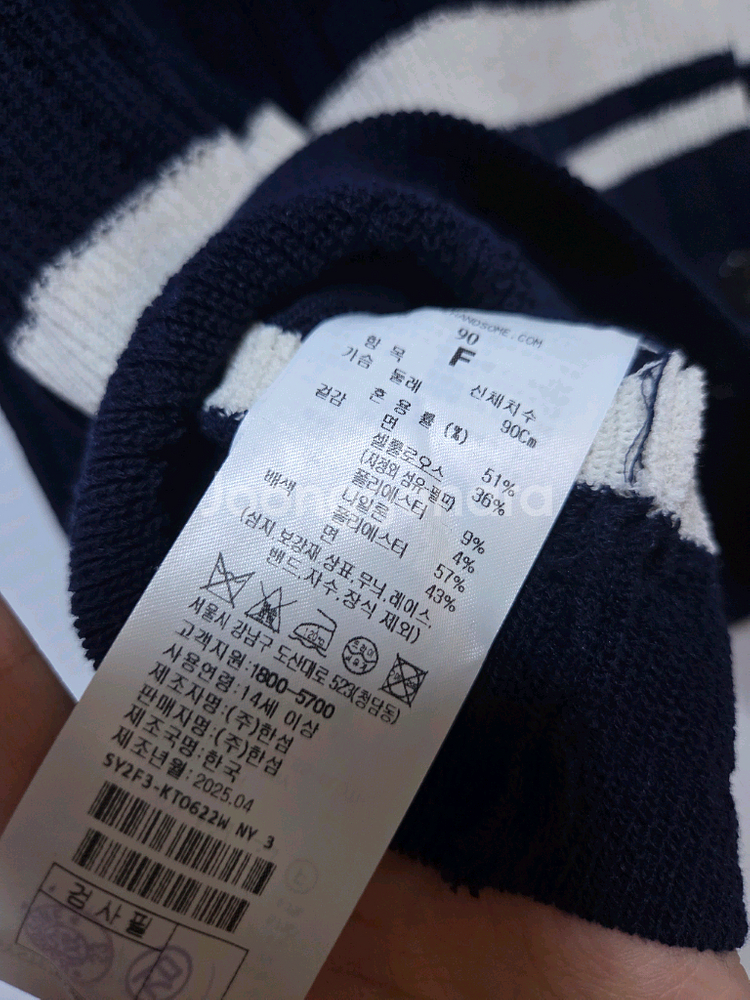 HANDSOME.COM
90
F
항 목 신체치수
가슴 둘레 90Cm
겉감 혼 용 률 (%)
면 51%
셀룰로오스 36%
(지정외 섬유-펄프)
폴리에스터 9%
나일론 4%
배색 폴리에스터 57%
면 43%
(심지,보강재,상표,무늬,레이스,
밴드,자수,장식 제외)
서울시 강남구 도산대로 523(청담동)
고객지원:1800-5700
사용연령:14세 이상
제조자명:(주)한섬
판매자명:(주)한섬
제조국명:한국
제조년월:2025.04
SY2F3-KTO622W NY 3
검사필